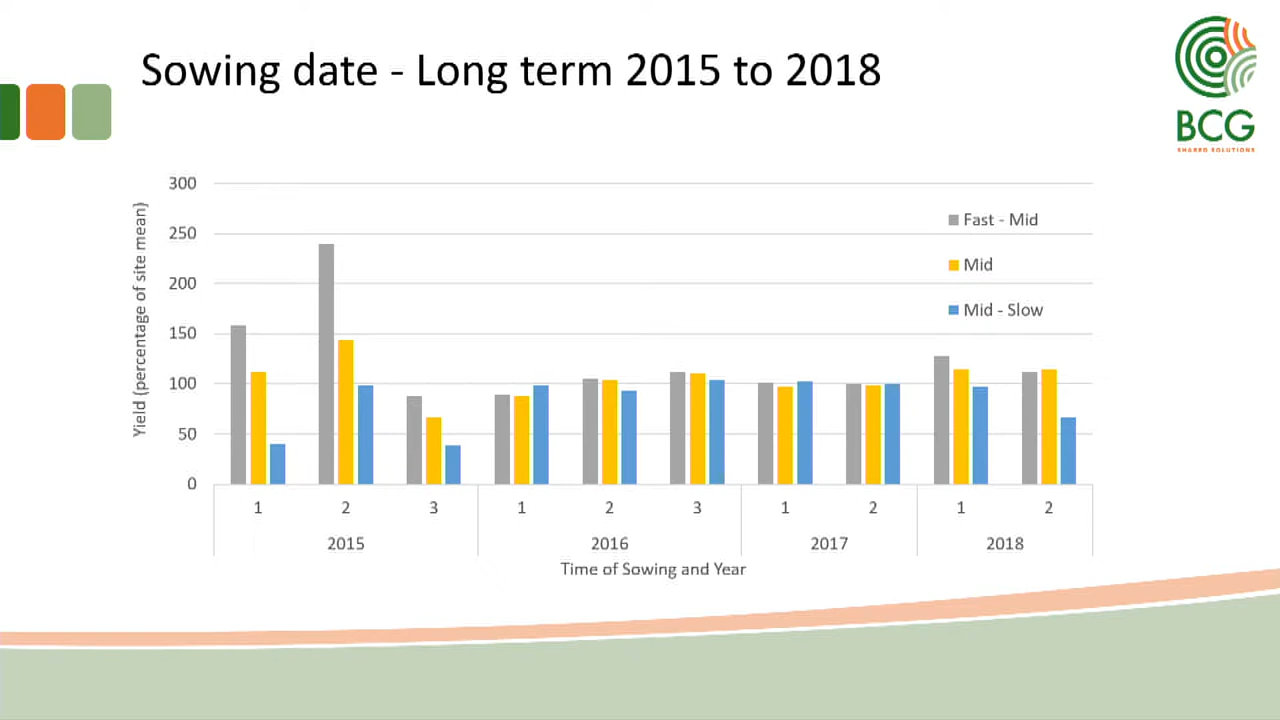 Sowing date - Long term 2015 to 2018
BCG
SHARED SOLUTIONS
Yield (percentage of site mean)
300
250
200
150
100
50
0
Fast - Mid
Mid
Mid - Slow
1 2 3 1 2 3 1 2 1 2
2015 2016 2017 2018
Time of Sowing and Year